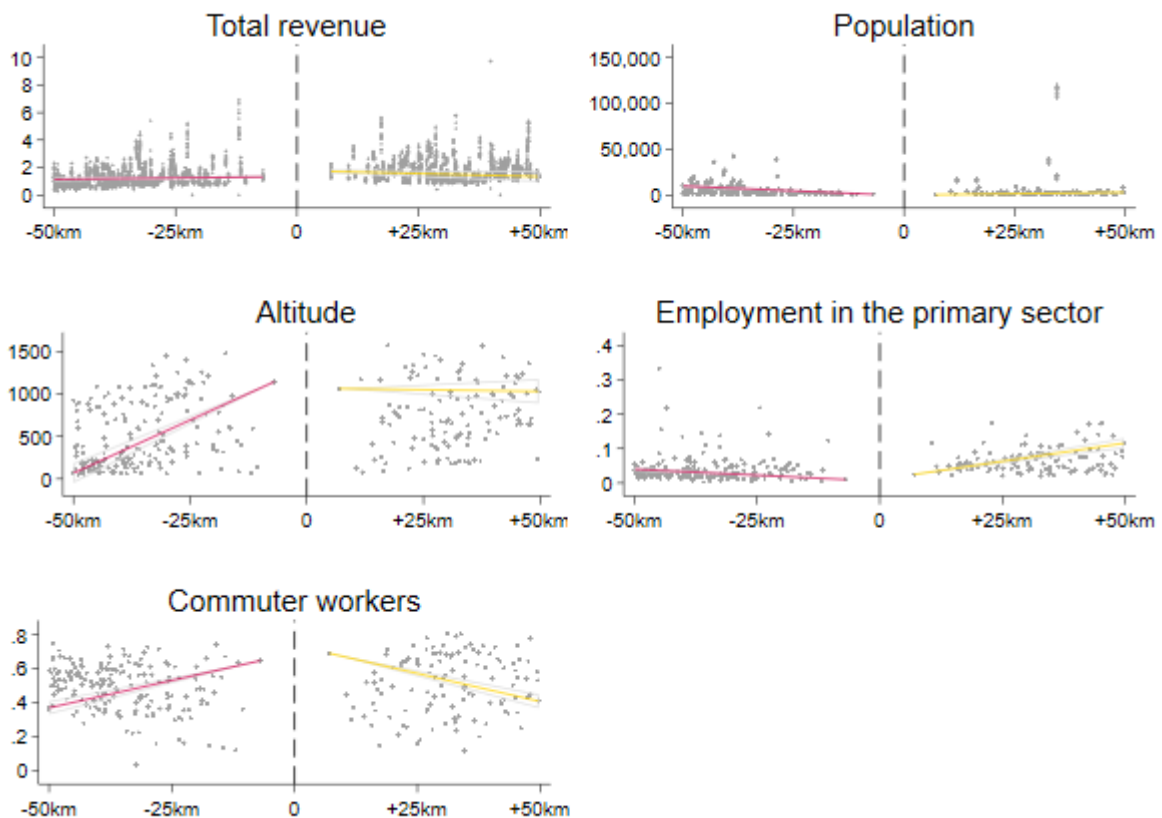 Total revenue
10
8
6
4
2
0
-50km -25km 0 +25km +50km
Population
150,000
100,000
50,000
0
-50km -25km 0 +25km +50km
Altitude
1500
1000
500
0
-50km -25km 0 +25km +50km
Employment in the primary sector
.4
.3
.2
.1
0
-50km -25km 0 +25km +50km
Commuter workers
.8
.6
.4
.2
0
-50km -25km 0 +25km +50km